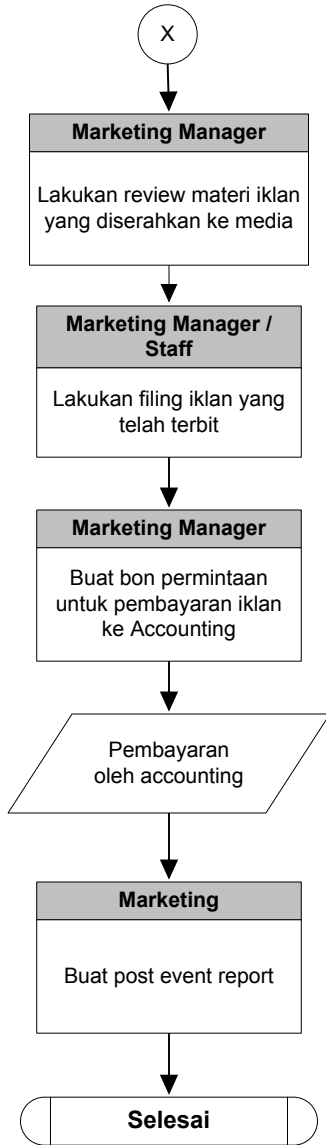 X
Marketing Manager
Lakukan review materi iklan
yang diserahkan ke media
Marketing Manager /
Staff
Lakukan filing iklan yang
telah terbit
Marketing Manager
Buat bon permintaan
untuk pembayaran iklan
ke Accounting
Pembayaran
oleh accounting
Marketing
Buat post event report
Selesai